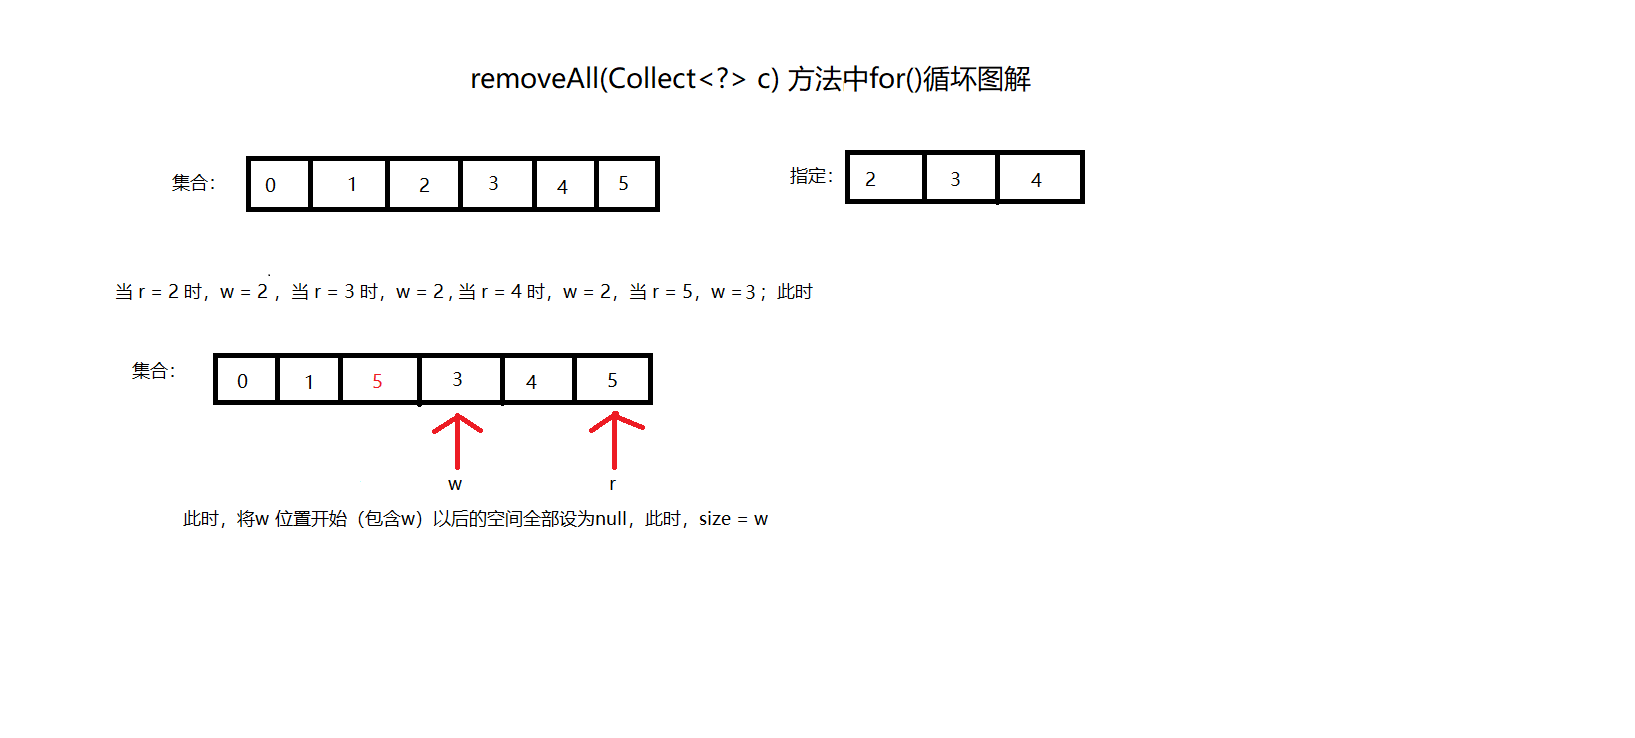 removeAll(Collect<?> c) 方法中for()循坏图解
集合： 0 1 2 3 4 5 指定： 2 3 4
当 r = 2 时，w = 2 ，当 r = 3 时，w = 2 , 当 r = 4 时，w = 2，当 r = 5，w = 3 ；此时
集合： 0 1 5 3 4 5
w r
此时，将w 位置开始（包含w）以后的空间全部设为null，此时，size = w